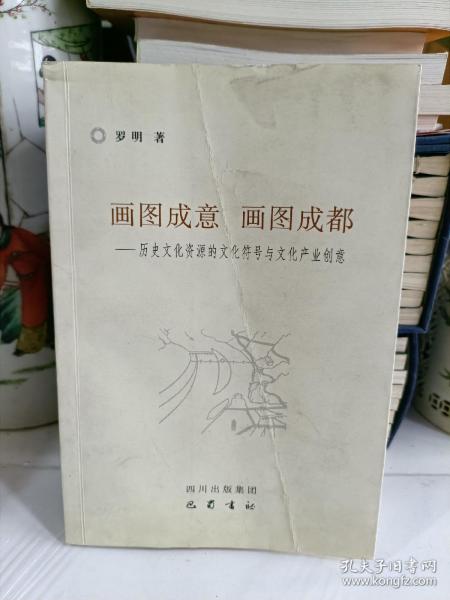 罗明 著
画图成意 画图成都
——历史文化资源的文化符号与文化产业创意
四川出版集团
巴蜀书社
孔夫子旧书网
www.kongfz.com